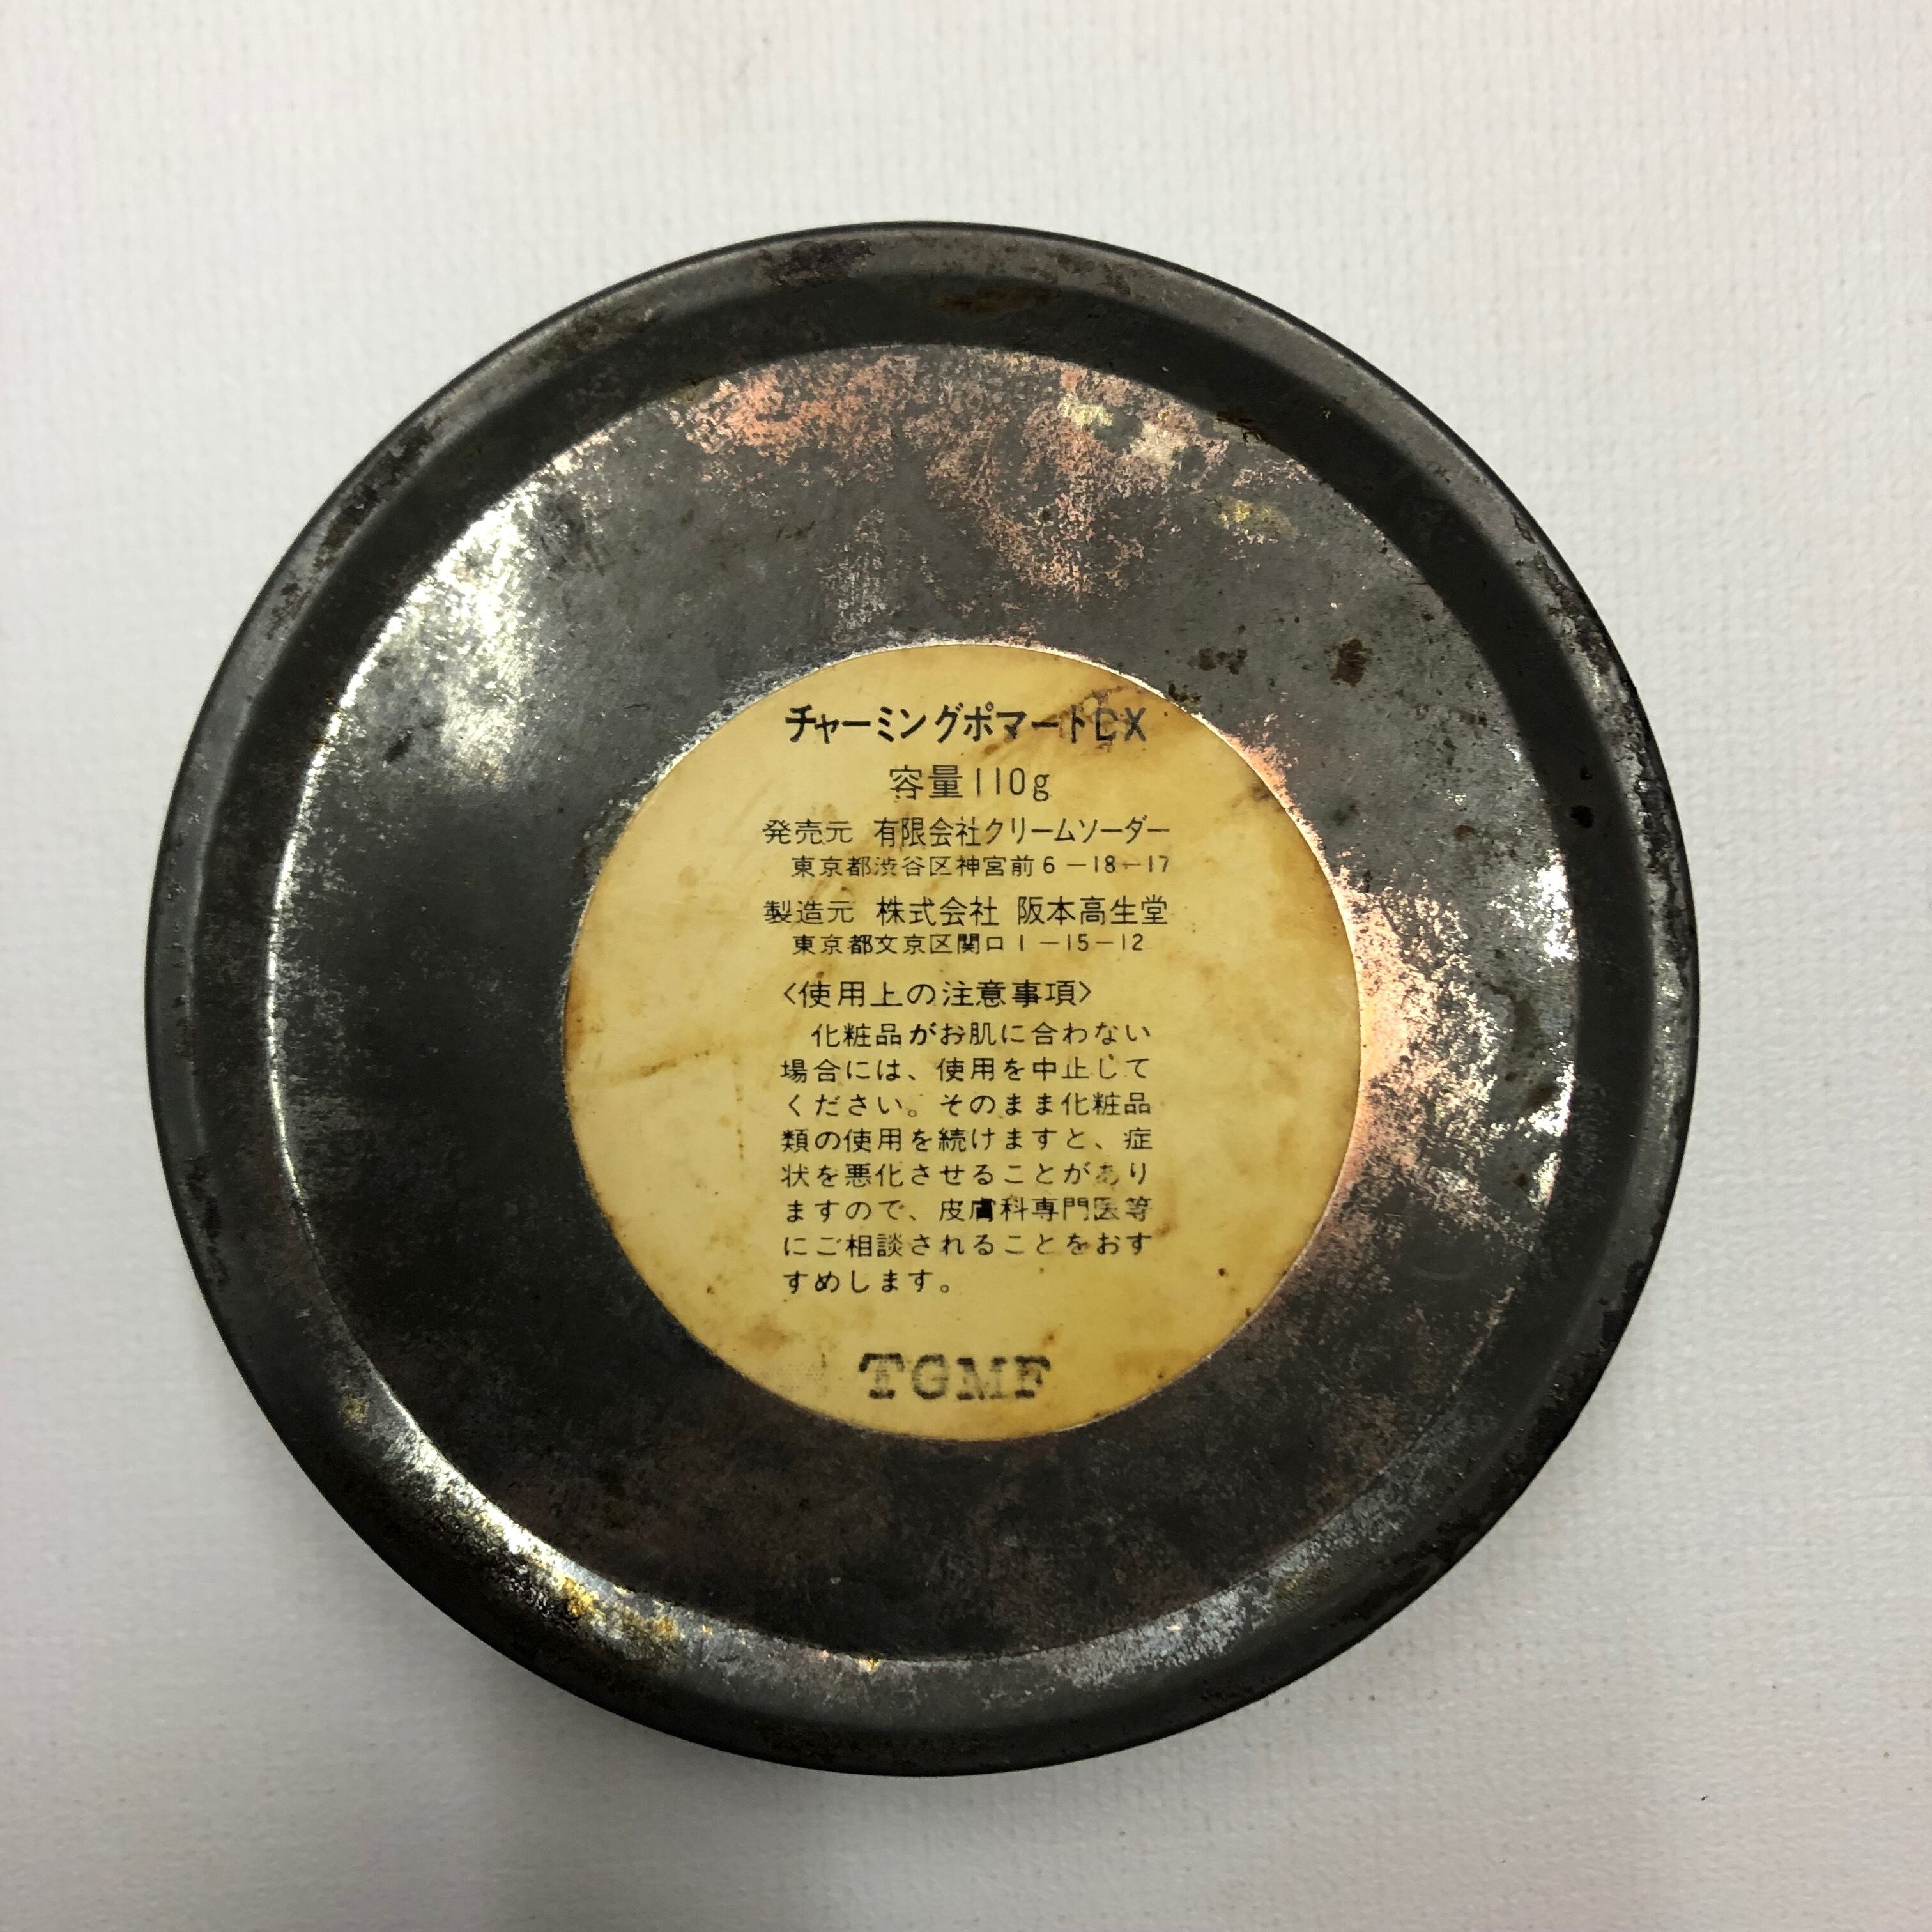 チャーミングポマードDX
容量110g
発売元 有限会社クリームソーダー
東京都渋谷区神宮前6-18-17
製造元 株式会社 阪本高生堂
東京都文京区関口1-15-12
<使用上の注意事項>
化粧品がお肌に合わない
場合には、使用を中止して
ください。そのまま化粧品
類の使用を続けますと、症
状を悪化させることがあり
ますので、皮膚科専門医等
にご相談されることをおす
すめします。
TGMF